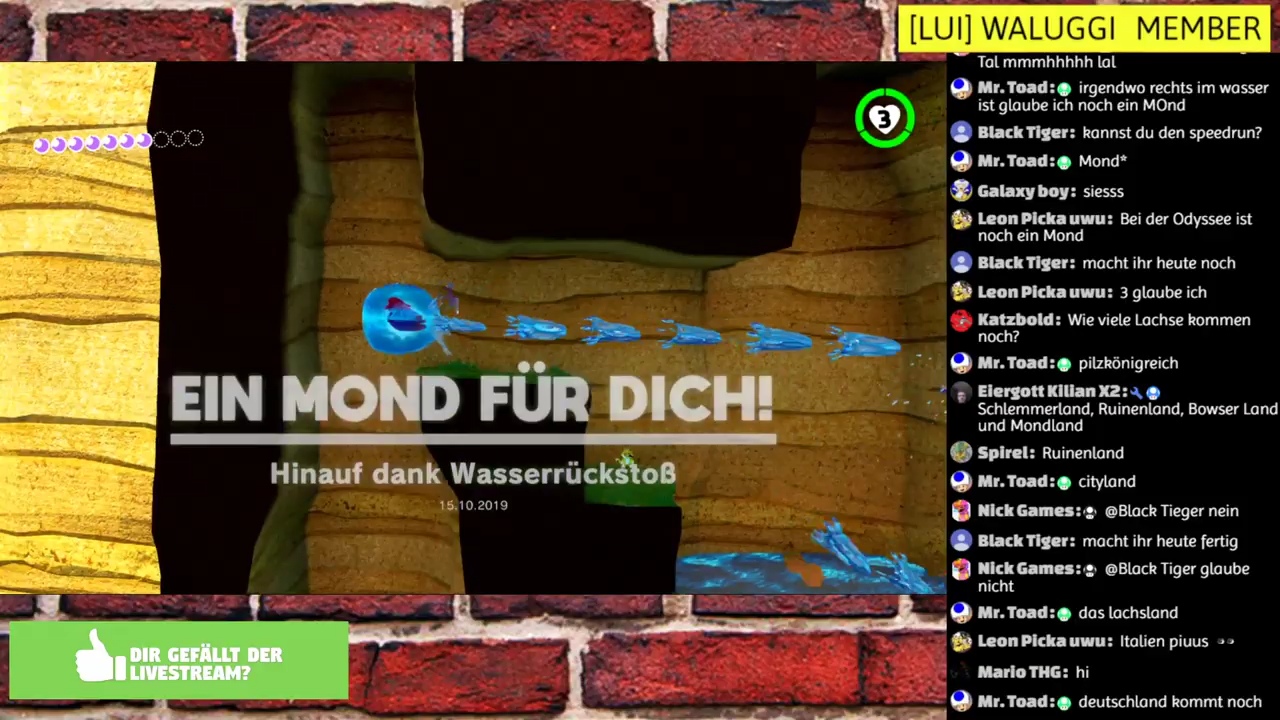 [LUI] WALUGGI MEMBER
3
EIN MOND FÜR DICH!
Hinauf dank Wasserrückstoß
15.10.2019
DIR GEFÄLLT DER
LIVESTREAM?
Tal mmmhhhhh lal
Mr. Toad: irgendwo rechts im wasser
ist glaube ich noch ein MOnd
Black Tiger: kannst du den speedrun?
Mr. Toad: Mond*
Galaxy boy: siesss
Leon Picka uwu: Bei der Odyssee ist
noch ein Mond
Black Tiger: macht ihr heute noch
Leon Picka uwu: 3 glaube ich
Katzbold: Wie viele Lachse kommen
noch?
Mr. Toad: pilzkönigreich
Eiergott Kilian X2:
Schlemmerland, Ruinenland, Bowser Land
und Mondland
Spirel: Ruinenland
Mr. Toad: cityland
Nick Games: @Black Tieger nein
Black Tiger: macht ihr heute fertig
Nick Games: @Black Tiger glaube
nicht
Mr. Toad: das lachsland
Leon Picka uwu: Italien piuus
Mario THG: hi
Mr. Toad: deutschland kommt noch